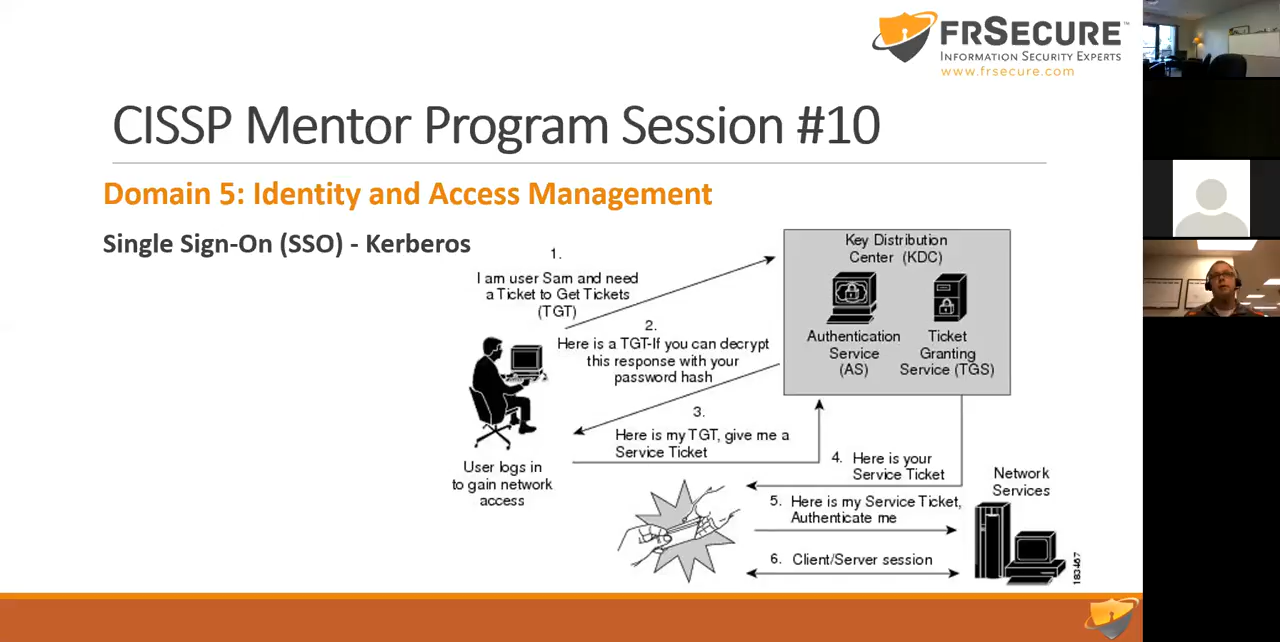 FRSECURE™
INFORMATION SECURITY EXPERTS
www.frsecure.com
CISSP Mentor Program Session #10
Domain 5: Identity and Access Management
Single Sign-On (SSO) - Kerberos
1.
I am user Sam and need
a Ticket to Get Tickets
(TGT)
2.
Here is a TGT-If you can decrypt
this response with your
password hash
Key Distribution
Center (KDC)
Authentication
Service
(AS)
Ticket
Granting
Service (TGS)
User logs in
to gain network
access
3.
Here is my TGT, give me a
Service Ticket
4. Here is your
Service Ticket
5. Here is my Service Ticket,
Authenticate me
6. Client/Server session
Network
Services
183467